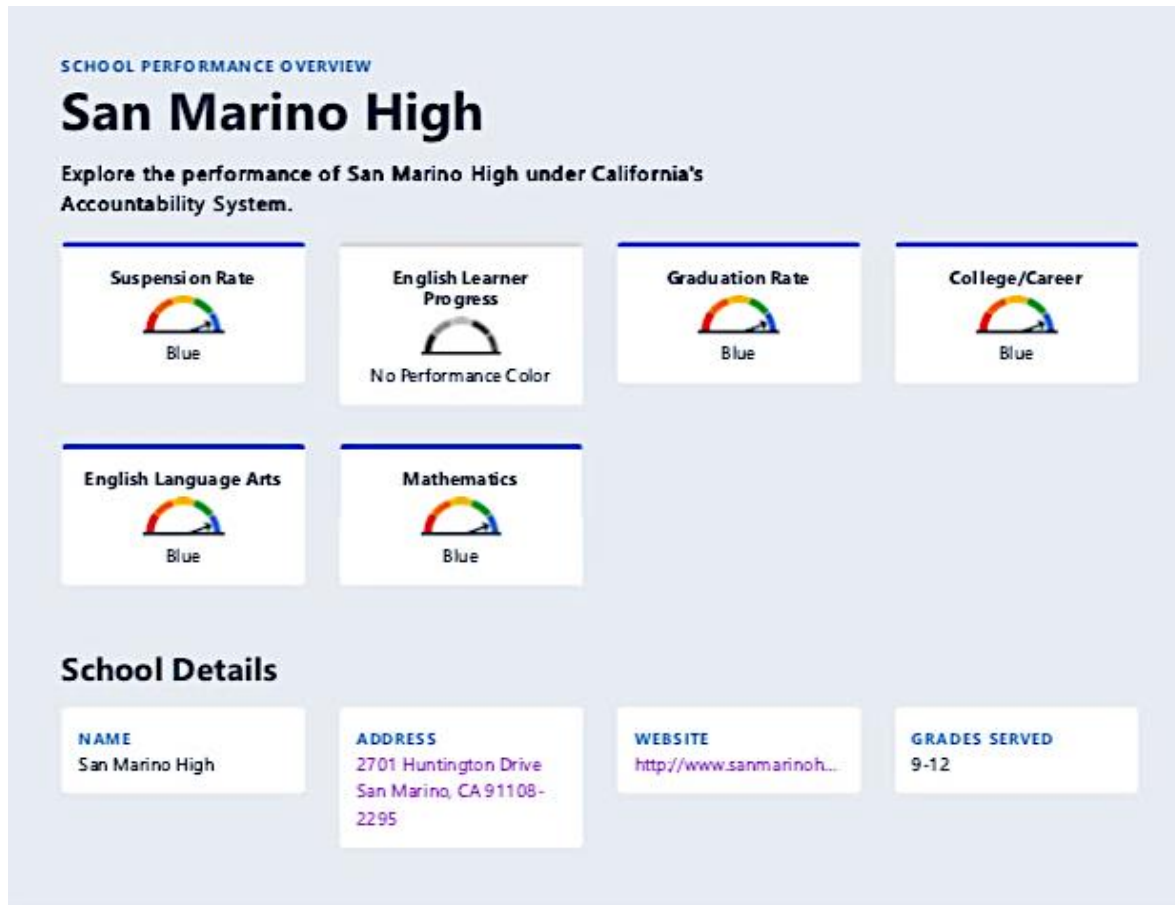 SCHOOL PERFORMANCE OVERVIEW
San Marino High
Explore the performance of San Marino High under California's
Accountability System.
Suspension Rate
Blue
English Learner
Progress
No Performance Color
Graduation Rate
Blue
College/Career
Blue
English Language Arts
Blue
Mathematics
Blue
School Details
NAME
San Marino High
ADDRESS
2701 Huntington Drive
San Marino, CA 91108-
2295
WEBSITE
http://www.sanmarinoh...
GRADES SERVED
9-12